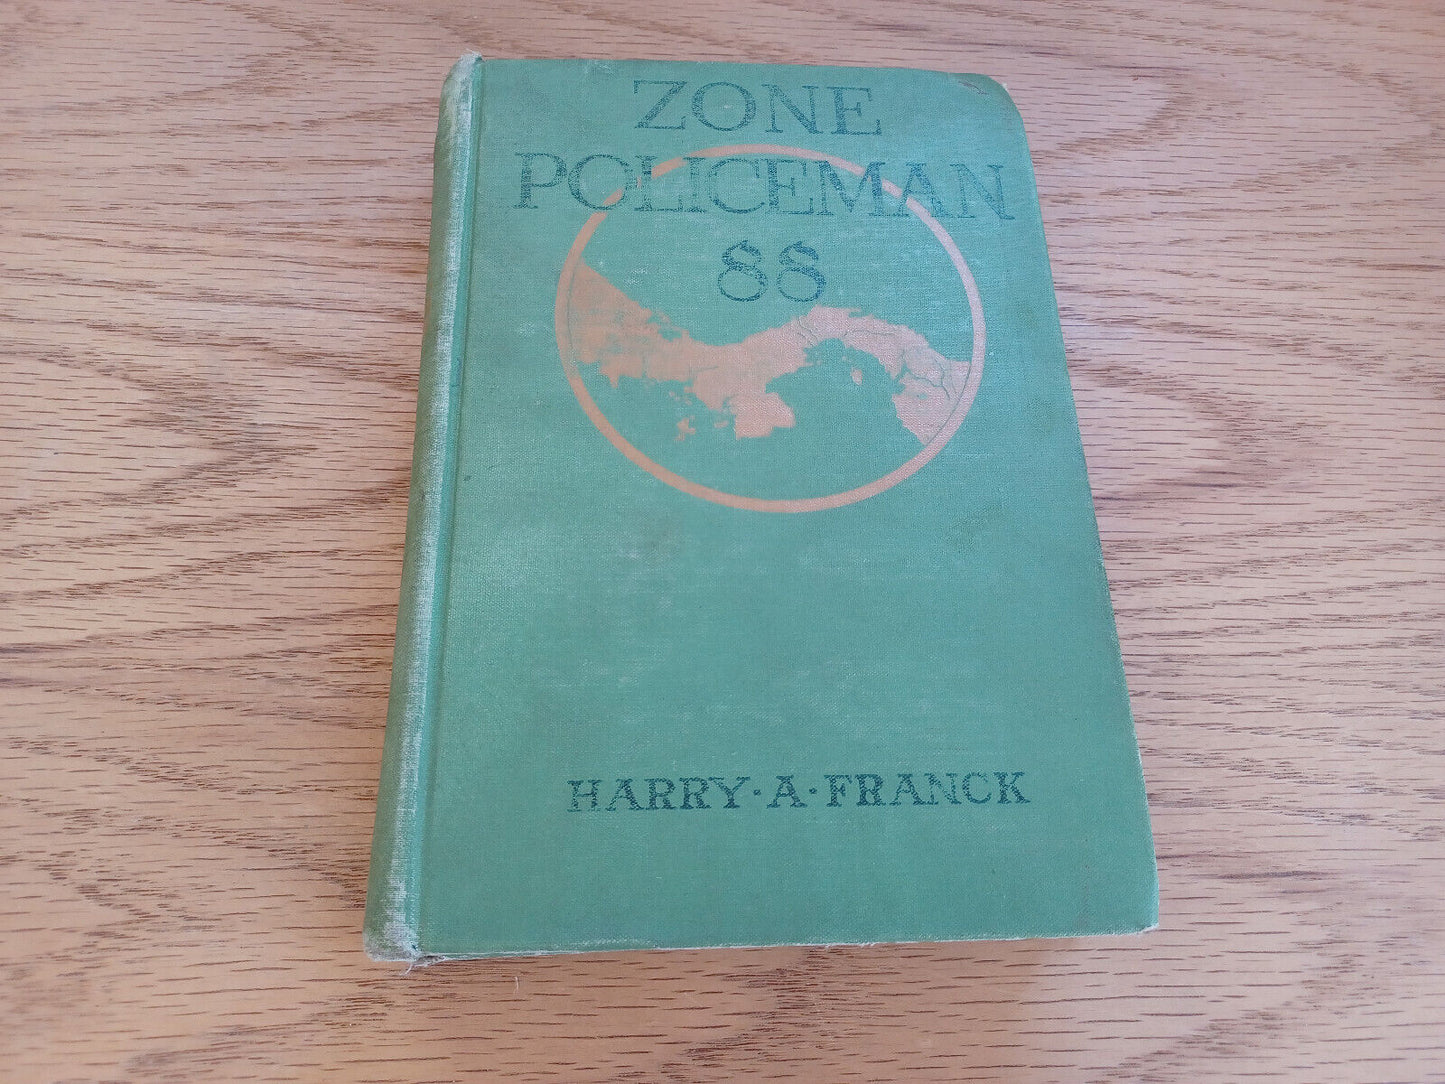 ZONE
POLICEMAN
88
HARRY·A·FRANCK